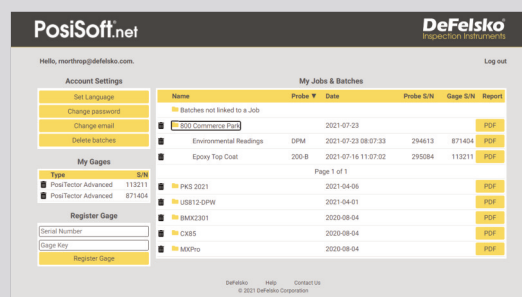 PosiSoft.net
DeFelsko®
Inspection Instruments
Hello, rnorthrop@defelsko.com.
Log out
Account Settings
Set Language
Change password
Change email
Delete batches
My Gages
Type S/N
PosiTector Advanced 113211
PosiTector Advanced 871404
Register Gage
Serial Number
Gage Key
Register Gage
My Jobs & Batches
Name Probe ▼ Date Probe S/N Gage S/N Report
Batches not linked to a Job
800 Commerce Park 2021-07-23 PDF
Environmental Readings DPM 2021-07-23 08:07:33 294613 871404 PDF
Epoxy Top Coat 200-B 2021-07-16 11:07:02 295084 113211 PDF
Page 1 of 1
PKS 2021 2021-04-06 PDF
US812-DPW 2021-04-01 PDF
BMX2301 2020-08-04 PDF
CX85 2020-08-04 PDF
MXPro 2020-08-04 PDF
DeFelsko Help Contact Us
© 2021 DeFelsko Corporation